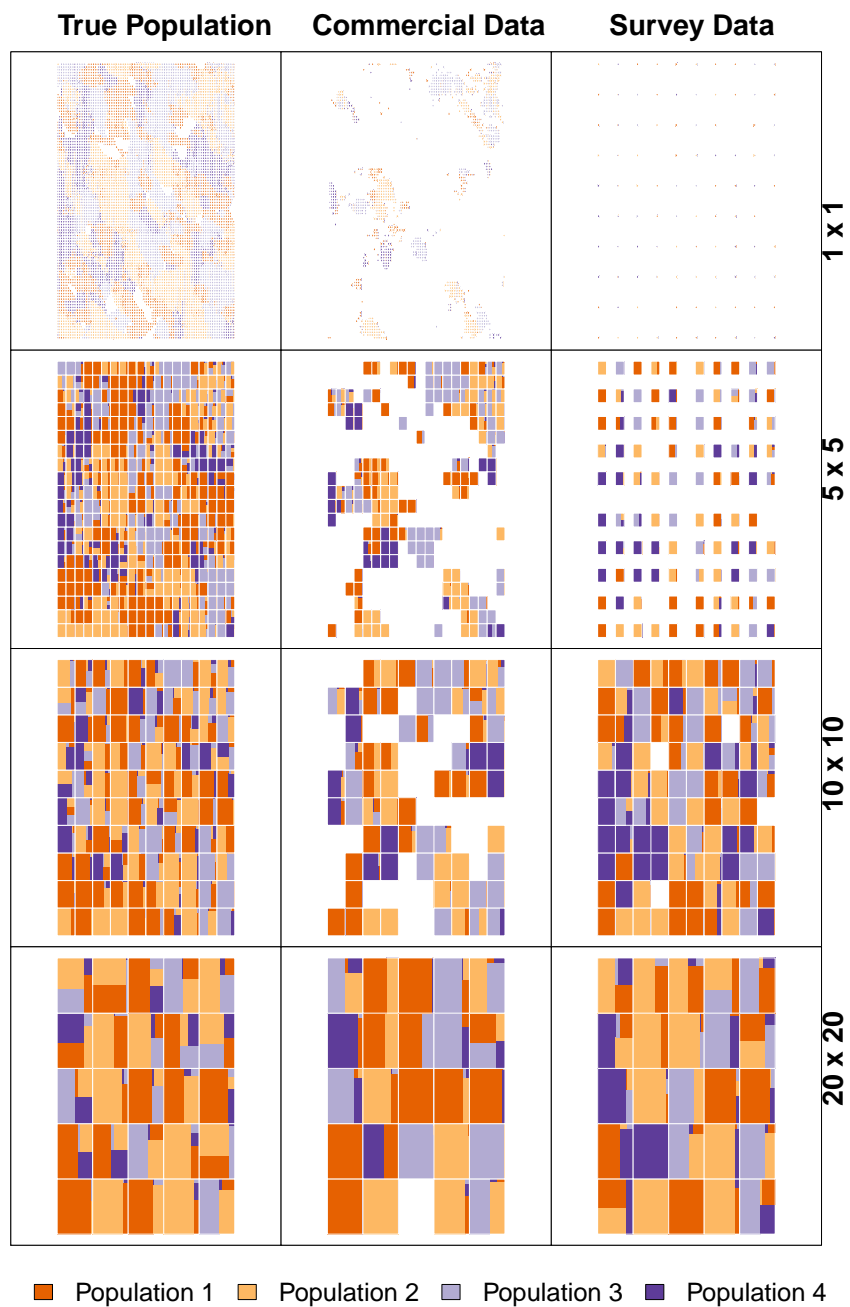 True Population
Commercial Data
Survey Data
1 x 1
5 x 5
10 x 10
20 x 20
Population 1
Population 2
Population 3
Population 4